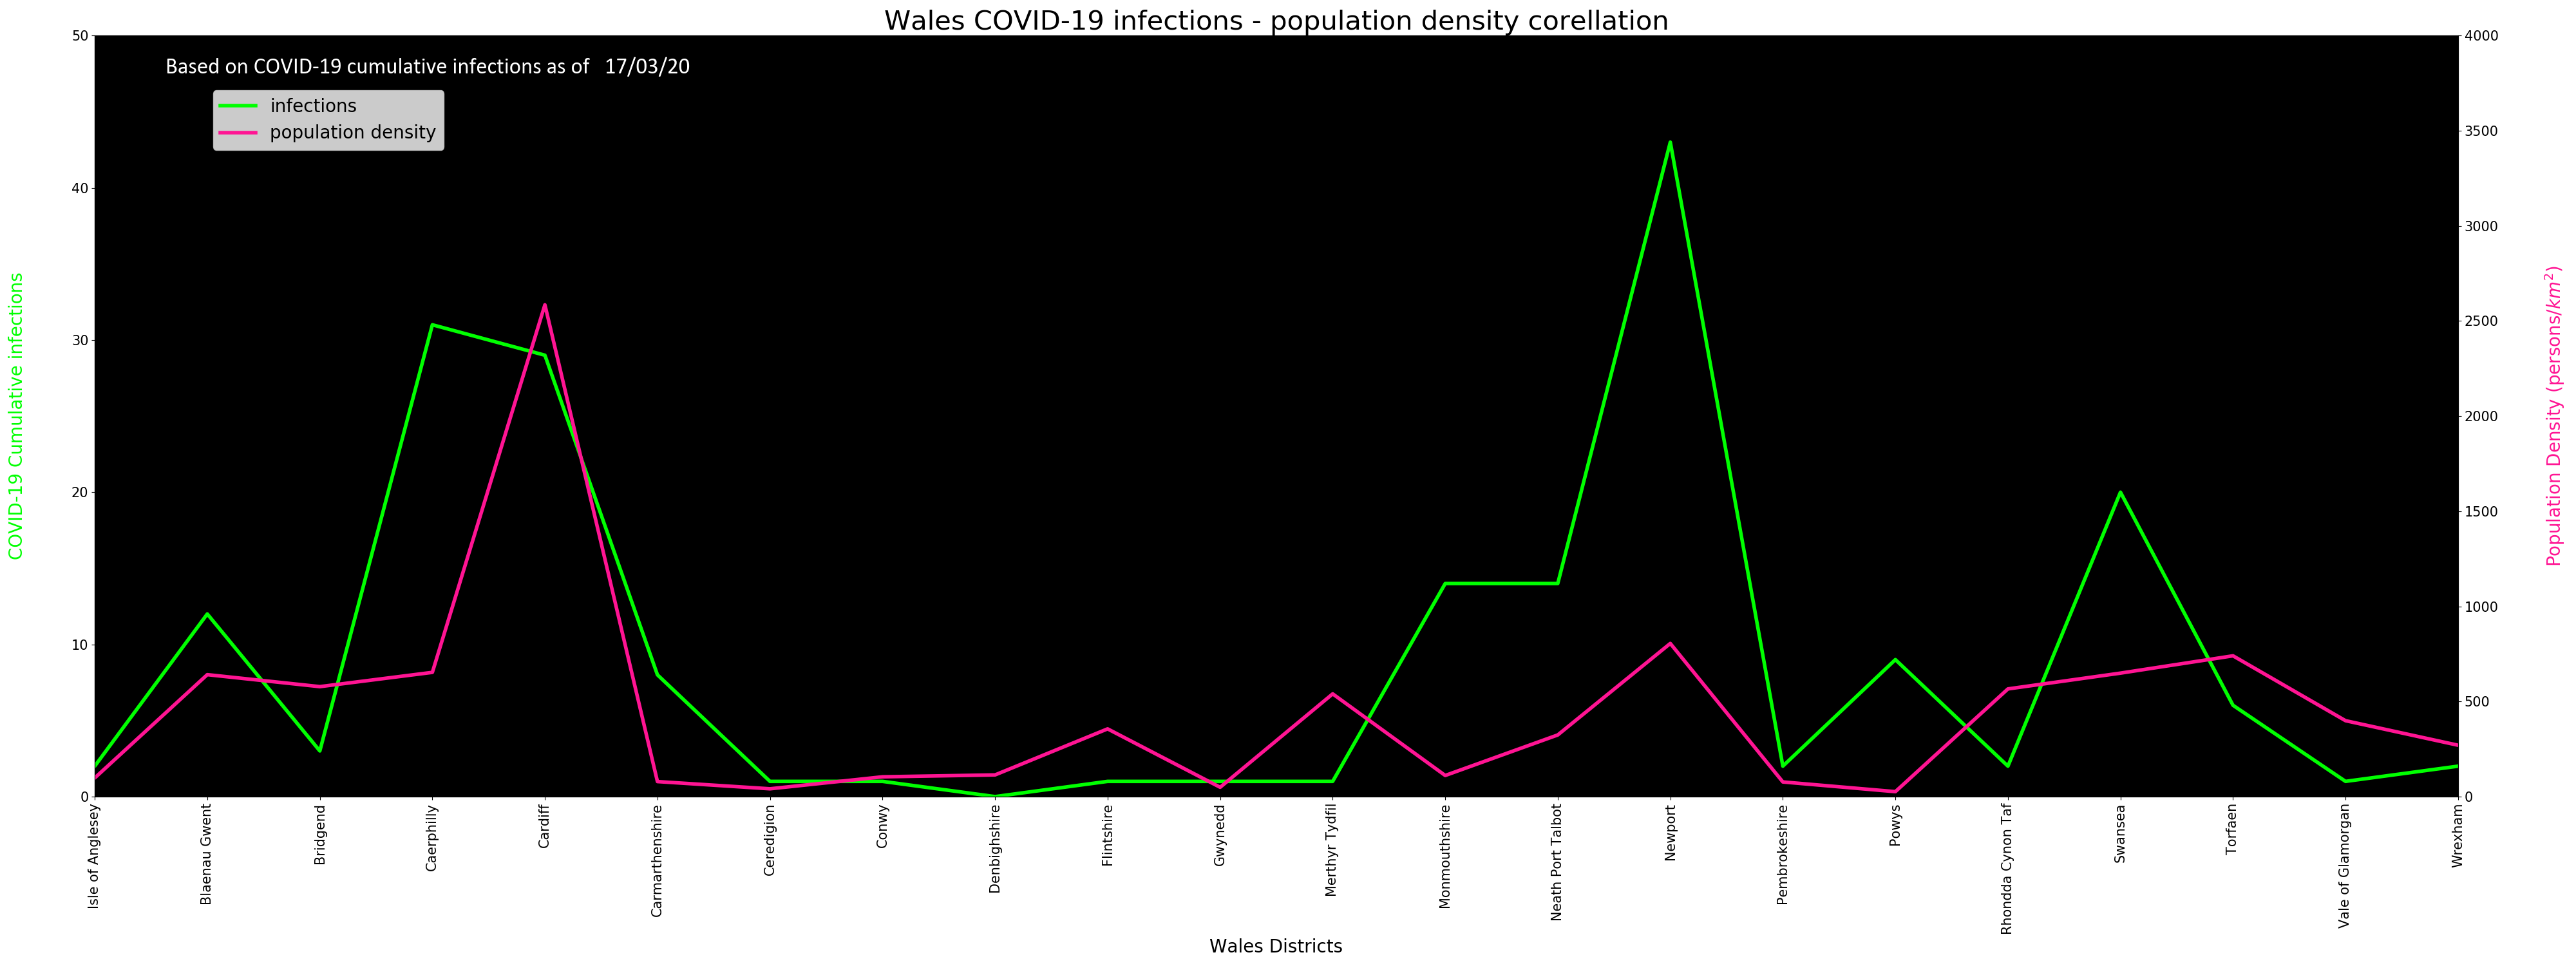 Wales COVID-19 infections - population density corellation
Based on COVID-19 cumulative infections as of 17/03/20
infections
population density
COVID-19 Cumulative infections
50
40
30
20
10
0
4000
3500
3000
2500
2000
1500
1000
500
0
Population Density (persons/km²)
Isle of Anglesey
Blaenau Gwent
Bridgend
Caerphilly
Cardiff
Carmarthenshire
Ceredigion
Conwy
Denbighshire
Flintshire
Gwynedd
Merthyr Tydfil
Monmouthshire
Neath Port Talbot
Newport
Pembrokeshire
Powys
Rhondda Cynon Taf
Swansea
Torfaen
Vale of Glamorgan
Wrexham
Wales Districts